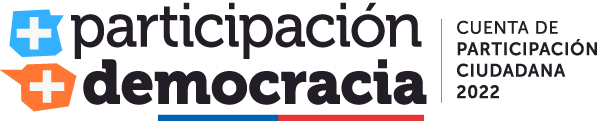 +participación
+democracia
CUENTA DE
PARTICIPACIÓN
CIUDADANA
2022